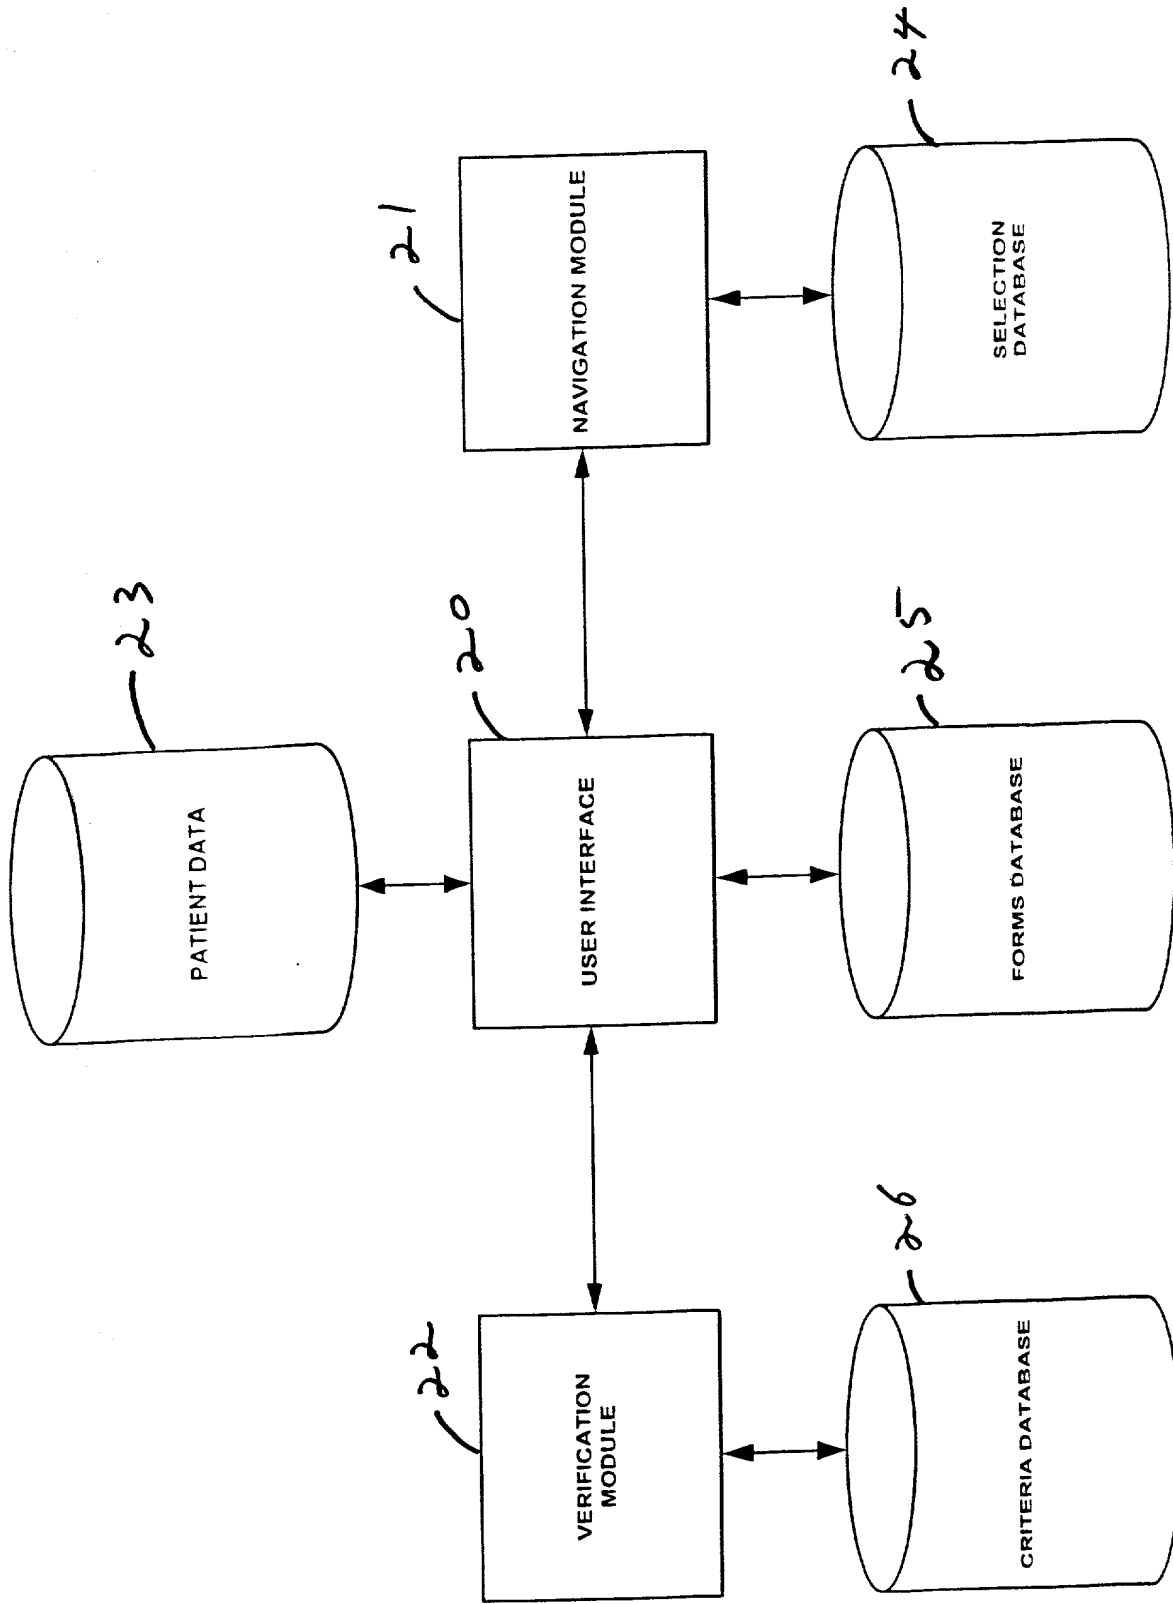 23
PATIENT DATA
22
VERIFICATION
MODULE
20
USER INTERFACE
21
NAVIGATION MODULE
26
CRITERIA DATABASE
25
FORMS DATABASE
24
SELECTION
DATABASE